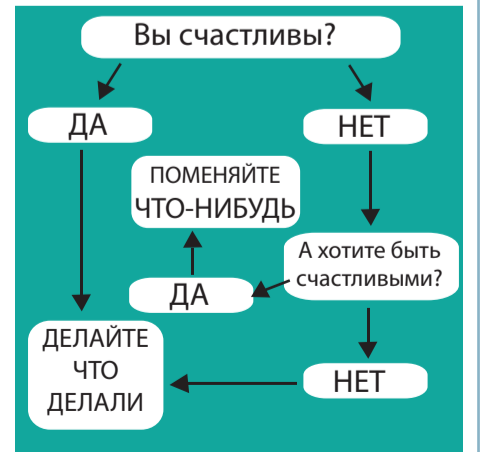 Вы счастливы?
ДА
НЕТ
ПОМЕНЯЙТЕ
ЧТО-НИБУДЬ
А хотите быть
счастливыми?
ДА
ДЕЛАЙТЕ
ЧТО
ДЕЛАЛИ
НЕТ